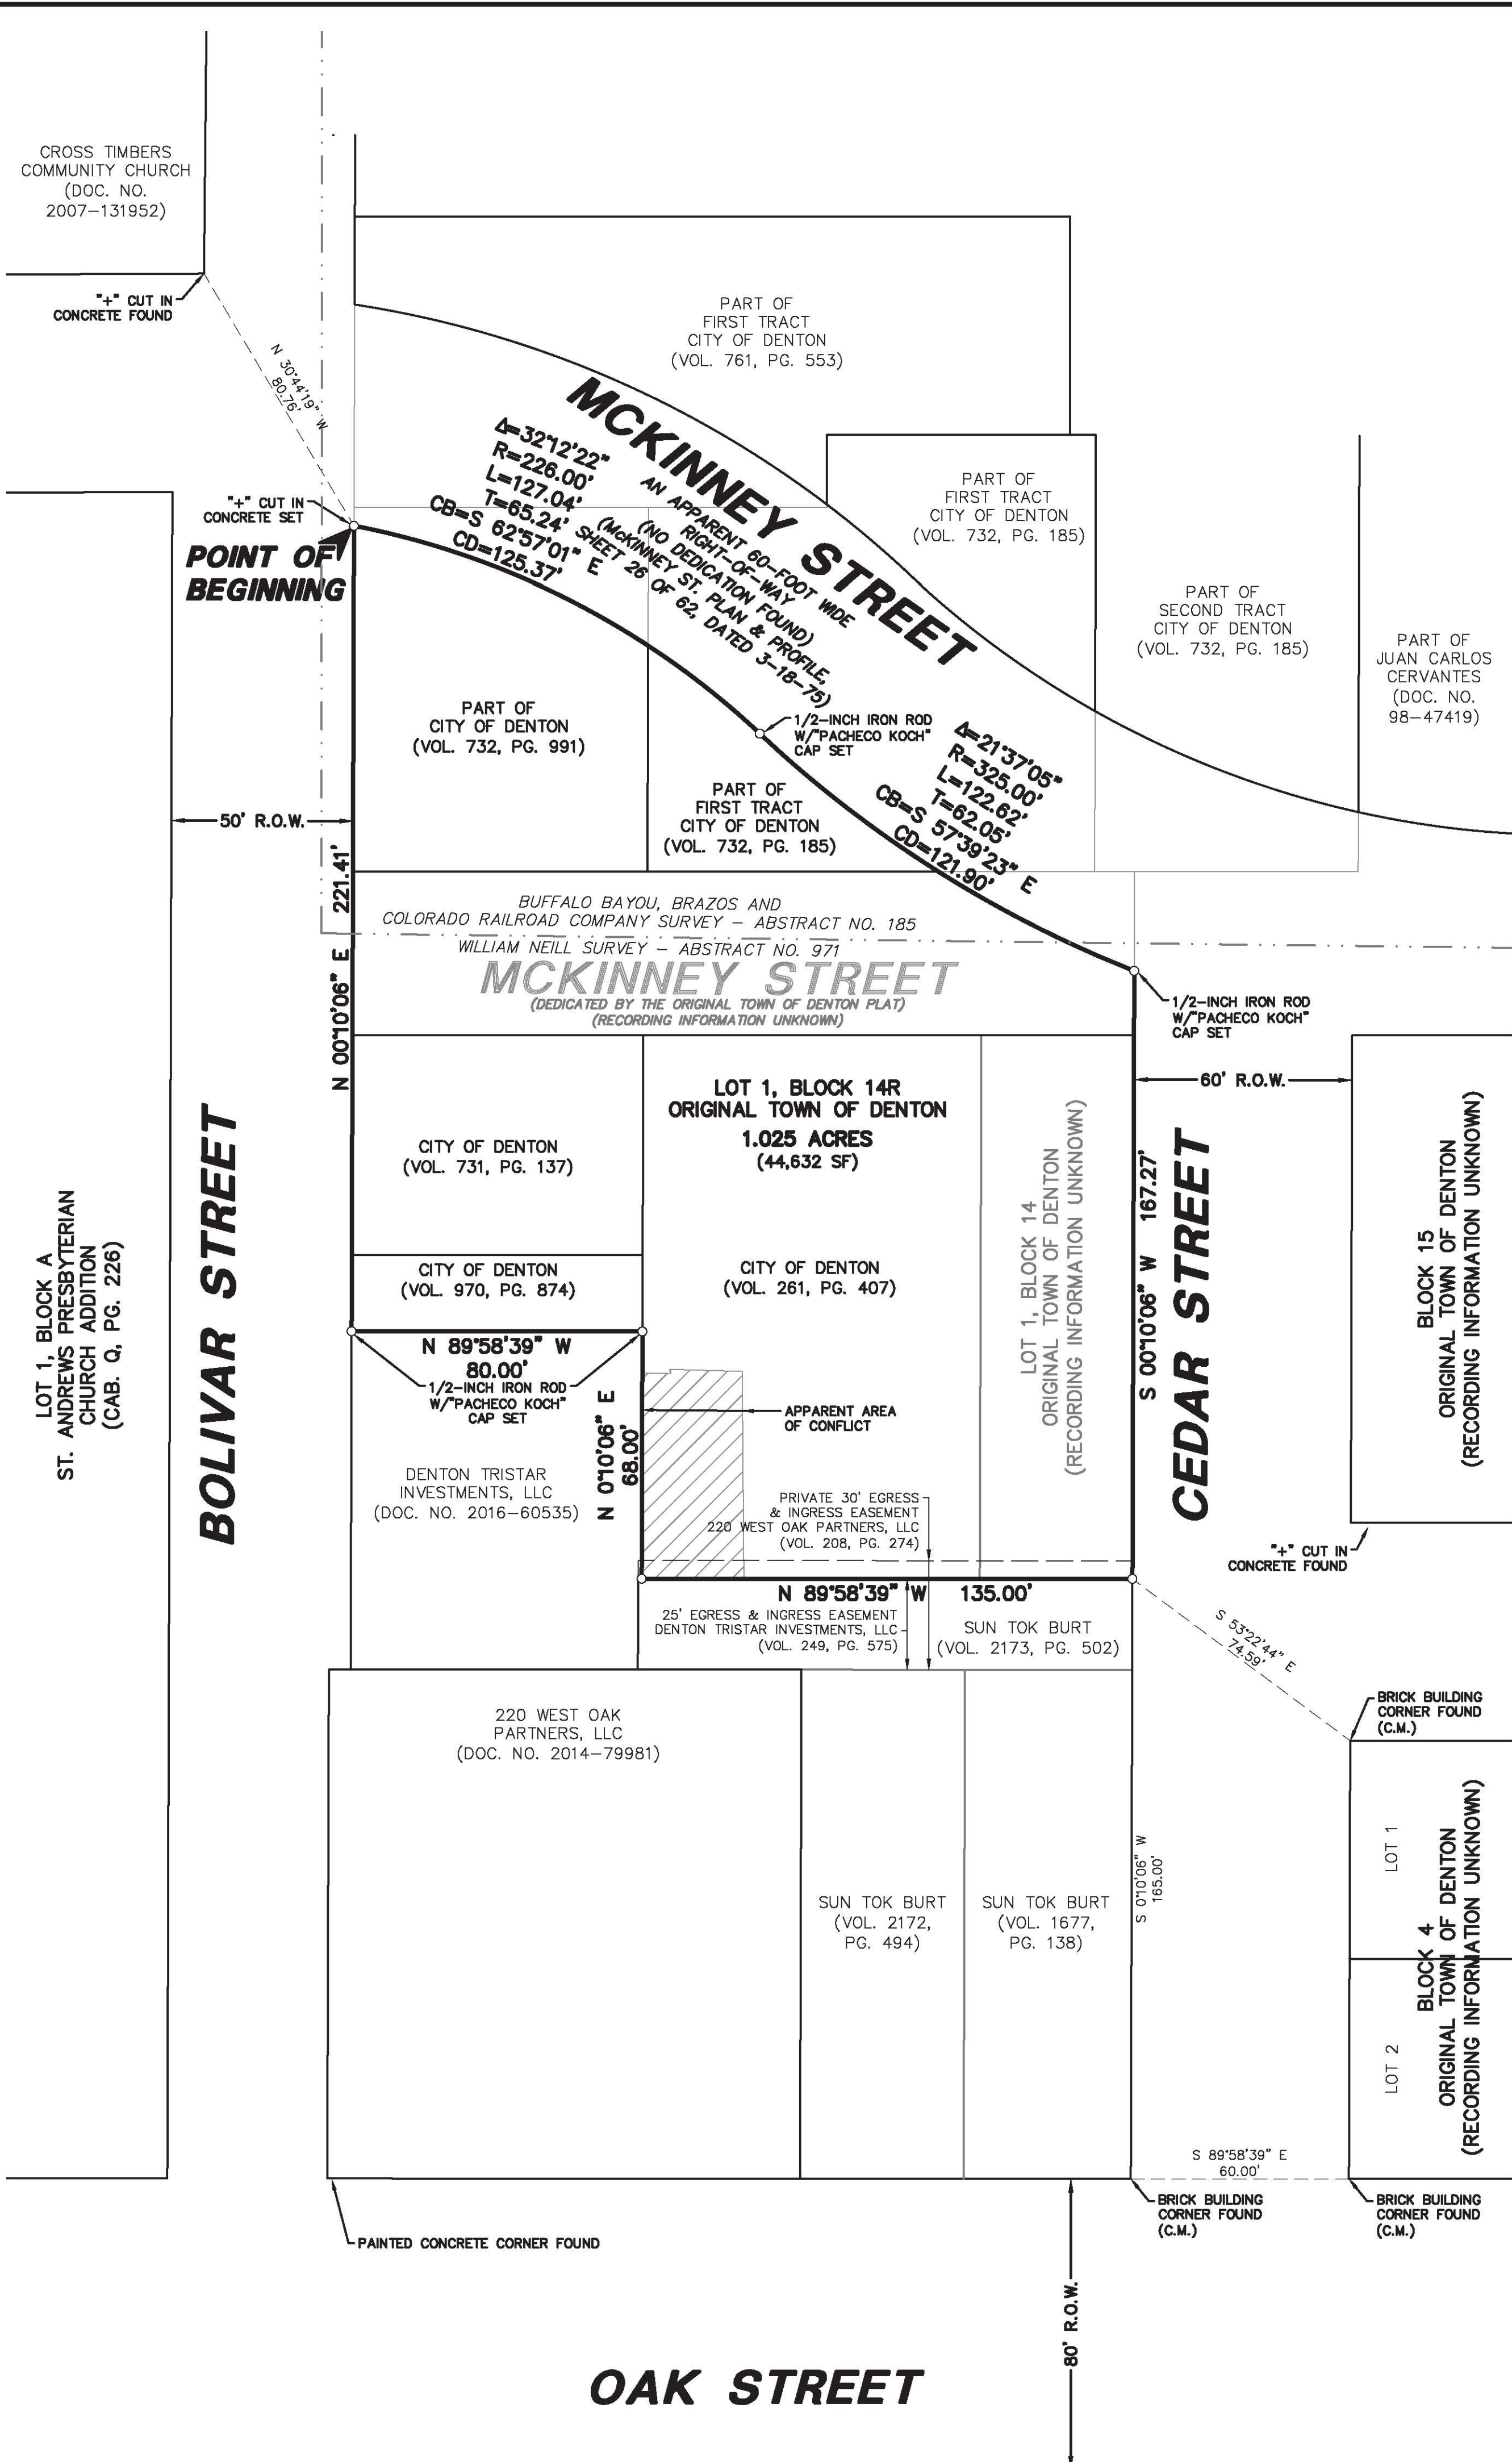 CROSS TIMBERS
COMMUNITY CHURCH
(DOC. NO.
2007-131952)
"+" CUT IN
CONCRETE FOUND
N 30°44'19" W
80.76'
"+" CUT IN
CONCRETE SET
POINT OF
BEGINNING
PART OF
FIRST TRACT
CITY OF DENTON
(VOL. 761, PG. 553)
MCKINNEY STREET
AN APPARENT 60-FOOT WIDE
RIGHT-OF-WAY
(NO DEDICATION FOUND)
(McKINNEY ST. PLAN & PROFILE,
SHEET 26 OF 62, DATED 3-18-75)
Δ=32°12'22"
R=226.00'
L=127.04'
T=65.24'
CB=S 62°57'01" E
CD=125.37'
PART OF
FIRST TRACT
CITY OF DENTON
(VOL. 732, PG. 185)
PART OF
SECOND TRACT
CITY OF DENTON
(VOL. 732, PG. 185)
PART OF
JUAN CARLOS
CERVANTES
(DOC. NO.
98-47419)
PART OF
CITY OF DENTON
(VOL. 732, PG. 991)
1/2-INCH IRON ROD
W/"PACHECO KOCH"
CAP SET
PART OF
FIRST TRACT
CITY OF DENTON
(VOL. 732, PG. 185)
Δ=21°37'05"
R=325.00'
L=122.62'
T=62.05'
CB=S 57°39'23" E
CD=121.90'
50' R.O.W.
N 00°10'06" E 221.41'
BUFFALO BAYOU, BRAZOS AND
COLORADO RAILROAD COMPANY SURVEY - ABSTRACT NO. 185
WILLIAM NEILL SURVEY - ABSTRACT NO. 971
MCKINNEY STREET
(DEDICATED BY THE ORIGINAL TOWN OF DENTON PLAT)
(RECORDING INFORMATION UNKNOWN)
1/2-INCH IRON ROD
W/"PACHECO KOCH"
CAP SET
60' R.O.W.
LOT 1, BLOCK 14R
ORIGINAL TOWN OF DENTON
1.025 ACRES
(44,632 SF)
CITY OF DENTON
(VOL. 731, PG. 137)
CITY OF DENTON
(VOL. 970, PG. 874)
CITY OF DENTON
(VOL. 261, PG. 407)
LOT 1, BLOCK 14
ORIGINAL TOWN OF DENTON
(RECORDING INFORMATION UNKNOWN)
S 00°10'06" W 167.27'
CEDAR STREET
BLOCK 15
ORIGINAL TOWN OF DENTON
(RECORDING INFORMATION UNKNOWN)
LOT 1, BLOCK A
ST. ANDREWS PRESBYTERIAN
CHURCH ADDITION
(CAB. Q, PG. 226)
BOLIVAR STREET
N 89°58'39" W
80.00'
1/2-INCH IRON ROD
W/"PACHECO KOCH"
CAP SET
N 0°10'06" E
68.00'
APPARENT AREA
OF CONFLICT
DENTON TRISTAR
INVESTMENTS, LLC
(DOC. NO. 2016-60535)
PRIVATE 30' EGRESS
& INGRESS EASEMENT
220 WEST OAK PARTNERS, LLC
(VOL. 208, PG. 274)
"+" CUT IN
CONCRETE FOUND
N 89°58'39" W 135.00'
25' EGRESS & INGRESS EASEMENT
DENTON TRISTAR INVESTMENTS, LLC
(VOL. 249, PG. 575)
SUN TOK BURT
(VOL. 2173, PG. 502)
S 53°22'44" E
74.59'
BRICK BUILDING
CORNER FOUND
(C.M.)
220 WEST OAK
PARTNERS, LLC
(DOC. NO. 2014-79981)
SUN TOK BURT
(VOL. 2172,
PG. 494)
SUN TOK BURT
(VOL. 1677,
PG. 138)
S 0°10'06" W
165.00'
LOT 1
LOT 2
BLOCK 4
ORIGINAL TOWN OF DENTON
(RECORDING INFORMATION UNKNOWN)
S 89°58'39" E
60.00'
BRICK BUILDING
CORNER FOUND
(C.M.)
BRICK BUILDING
CORNER FOUND
(C.M.)
PAINTED CONCRETE CORNER FOUND
80' R.O.W.
OAK STREET